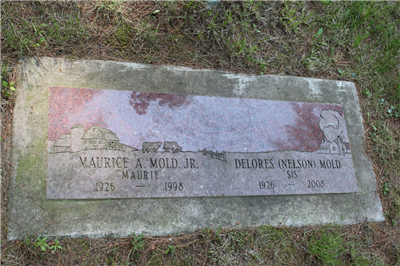 MAURICE A. MOLD, JR.
"MAURIE"
1926 — 1998
DELORES (NELSON) MOLD
"SIS"
1926 — 2008